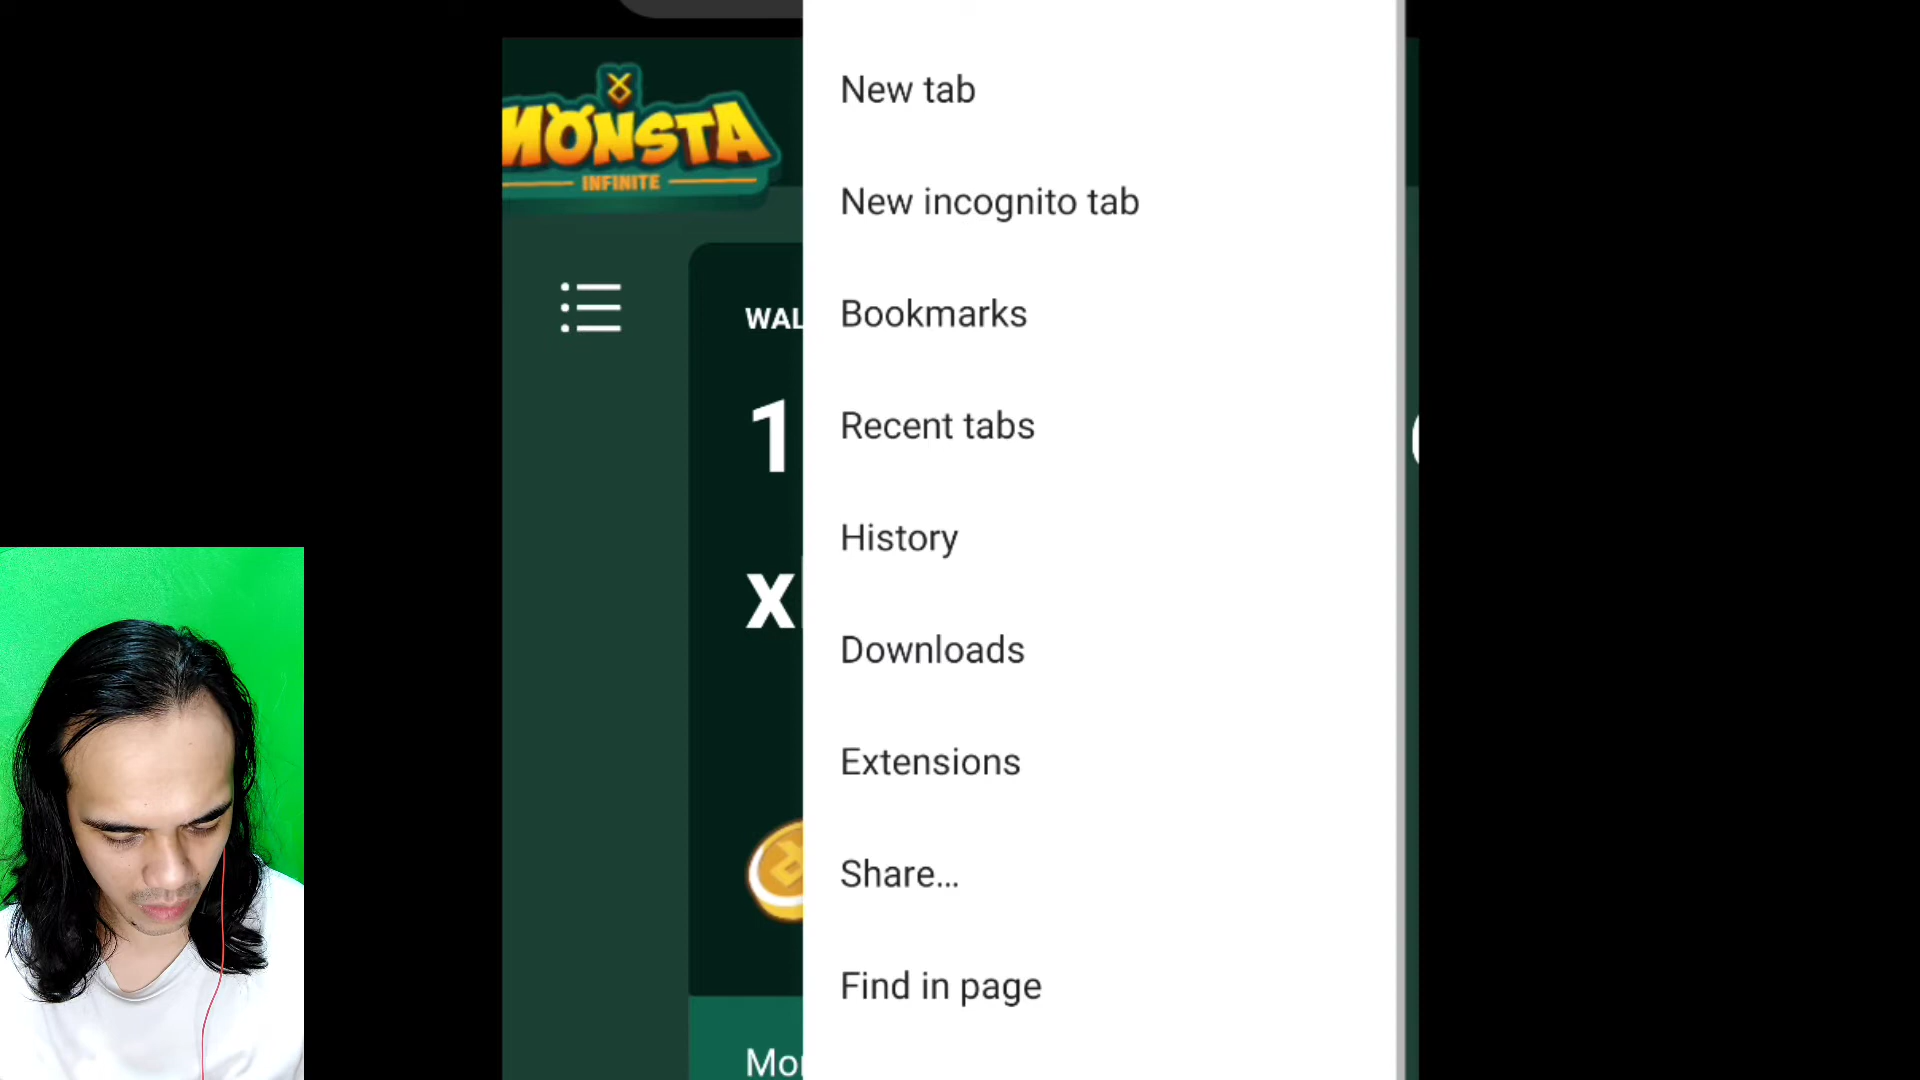 MONSTA
INFINITE
New tab
New incognito tab
Bookmarks
Recent tabs
History
Downloads
Extensions
Share...
Find in page
WAL
1
x
Mo